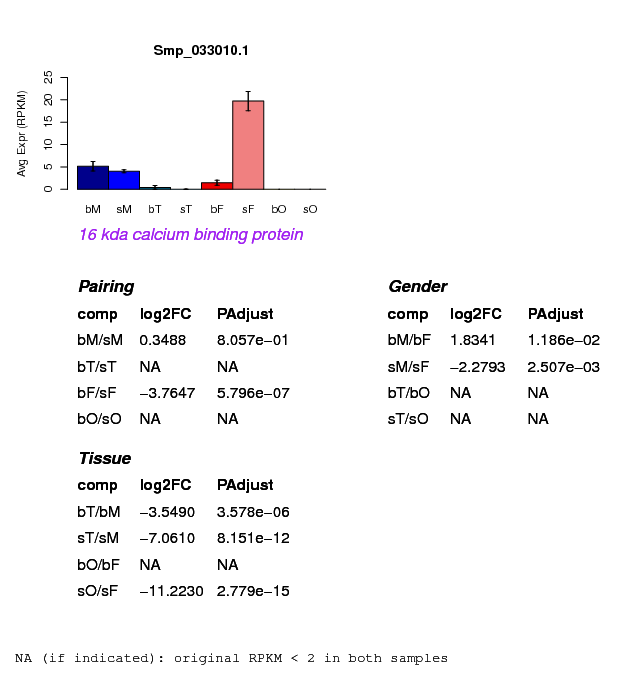 Smp_033010.1
Avg Expr (RPKM)
25
20
15
10
5
0
bM sM bT sT bF sF bO sO
16 kda calcium binding protein
Pairing
comp log2FC PAdjust
bM/sM 0.3488 8.057e−01
bT/sT NA NA
bF/sF −3.7647 5.796e−07
bO/sO NA NA
Gender
comp log2FC PAdjust
bM/bF 1.8341 1.186e−02
sM/sF −2.2793 2.507e−03
bT/bO NA NA
sT/sO NA NA
Tissue
comp log2FC PAdjust
bT/bM −3.5490 3.578e−06
sT/sM −7.0610 8.151e−12
bO/bF NA NA
sO/sF −11.2230 2.779e−15
NA (if indicated): original RPKM < 2 in both samples